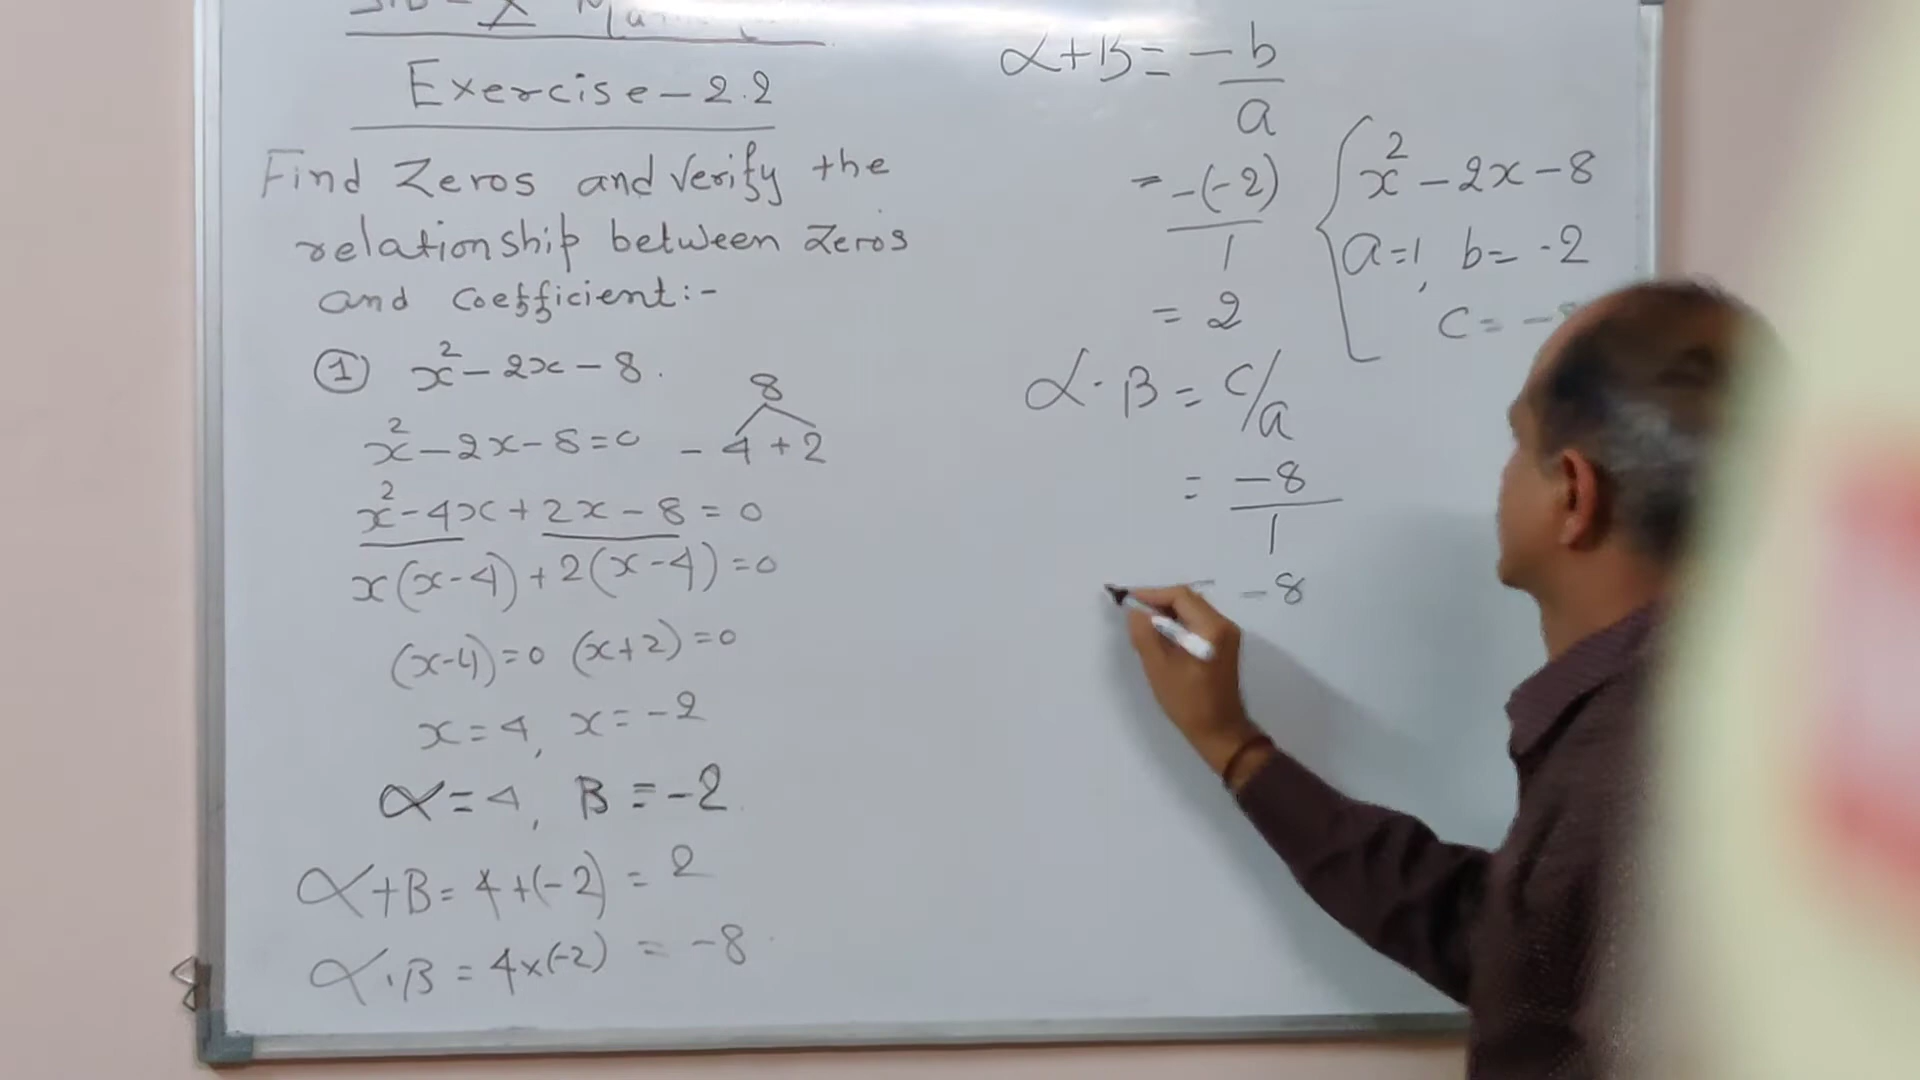 Exercise - 2.2
Find Zeros and Verify the
relationship between Zeros
and Coefficient:-
① x² - 2x - 8.
x² - 2x - 8 = 0
8
- 4 + 2
x² - 4x + 2x - 8 = 0
x(x-4) + 2(x-4) = 0
(x-4) = 0 (x+2) = 0
x = 4, x = -2
α = 4, β = -2
α+β = 4+(-2) = 2
α·β = 4×(-2) = -8
α+β = -b/a
= -(-2)/1
= 2
x² - 2x - 8
a=1, b= -2
c = -
α·β = c/a
= -8/1
= -8